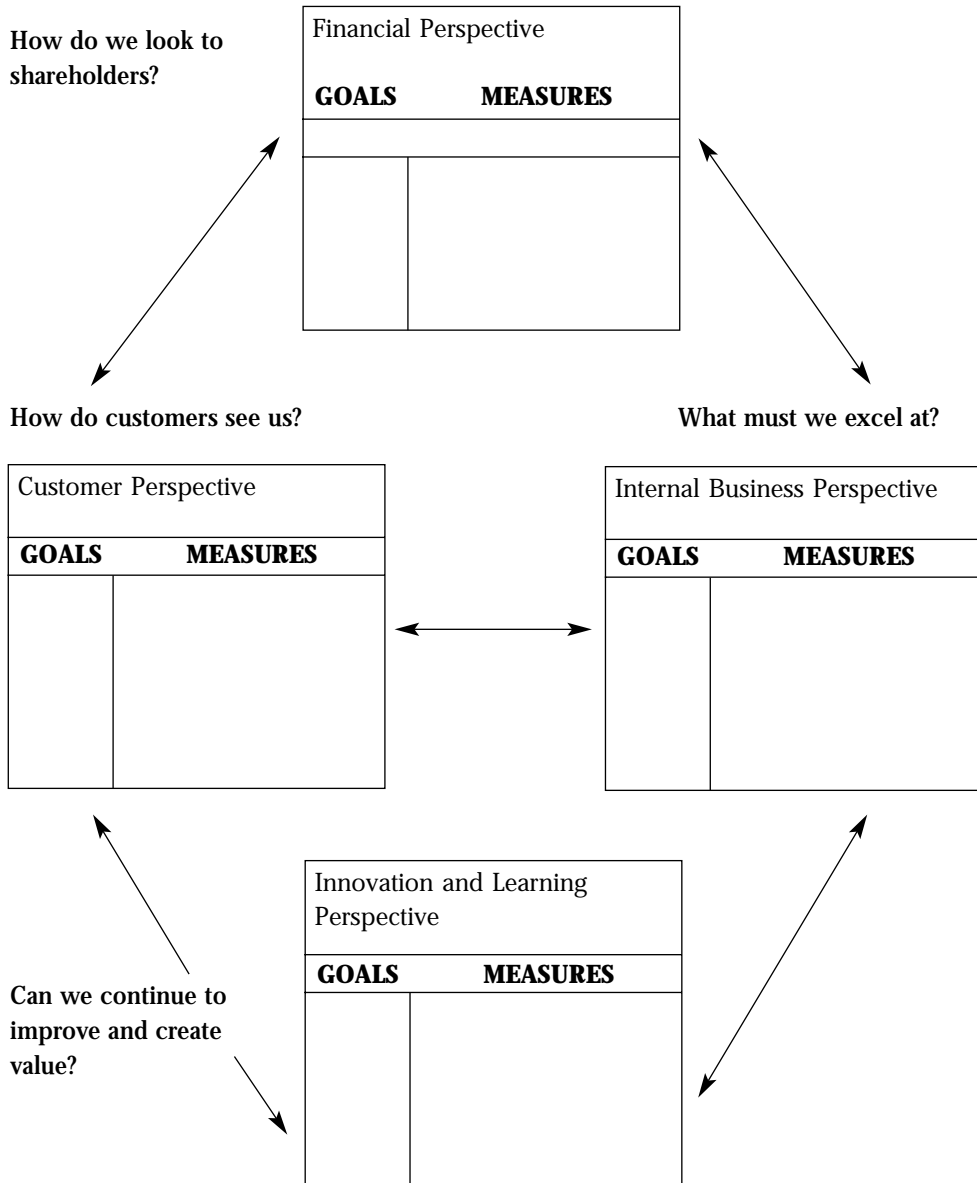 How do we look to
shareholders?
Financial Perspective
GOALS MEASURES
How do customers see us?
What must we excel at?
Customer Perspective
GOALS MEASURES
Internal Business Perspective
GOALS MEASURES
Innovation and Learning
Perspective
GOALS MEASURES
Can we continue to
improve and create
value?